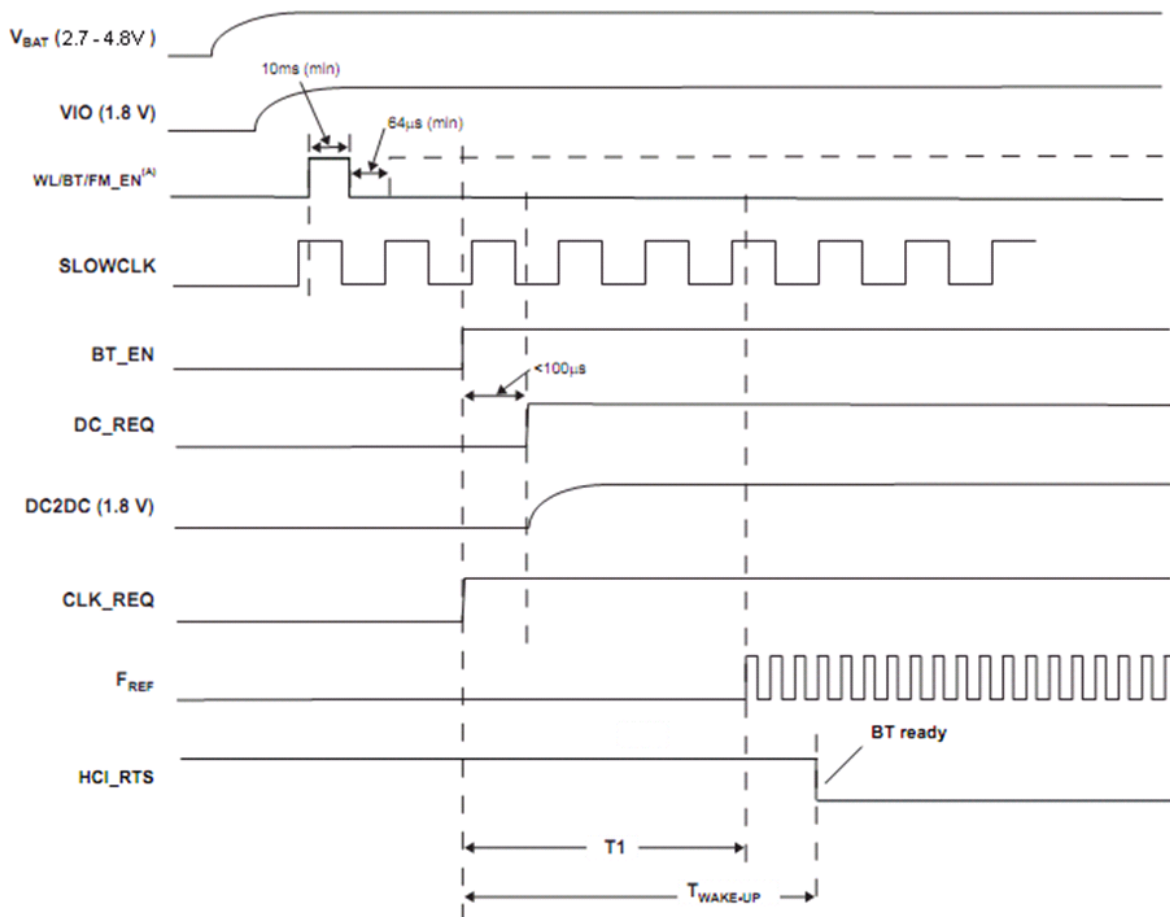 VBAT (2.7 - 4.8V)
10ms (min)
VIO (1.8 V)
64μs (min)
WL/BT/FM_EN(A)
SLOWCLK
BT_EN
<100μs
DC_REQ
DC2DC (1.8 V)
CLK_REQ
FREF
BT ready
HCI_RTS
T1
TWAKE-UP